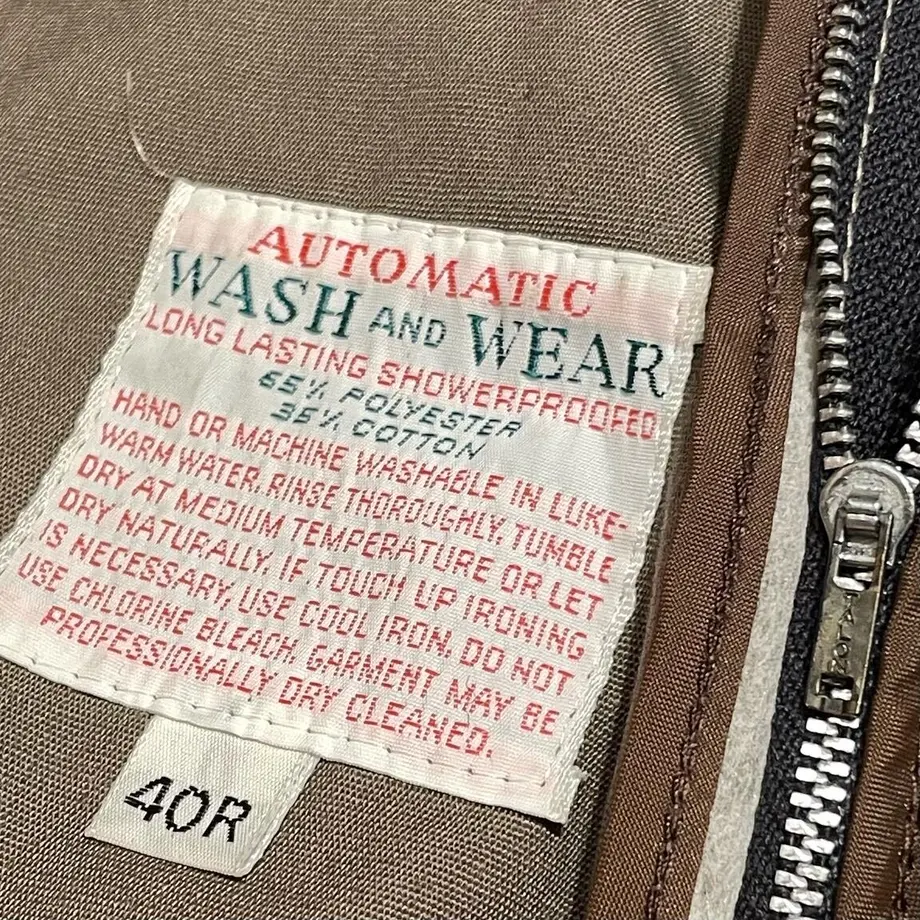 AUTOMATIC
WASH AND WEAR
LONG LASTING SHOWERPROOFED
65% POLYESTER
35% COTTON
HAND OR MACHINE WASHABLE IN LUKE-
WARM WATER. RINSE THOROUGHLY. TUMBLE
DRY AT MEDIUM TEMPERATURE OR LET
DRY NATURALLY. IF TOUCH UP IRONING
IS NECESSARY, USE COOL IRON. DO NOT
USE CHLORINE BLEACH. GARMENT MAY BE
PROFESSIONALLY DRY CLEANED.
40R
TALON